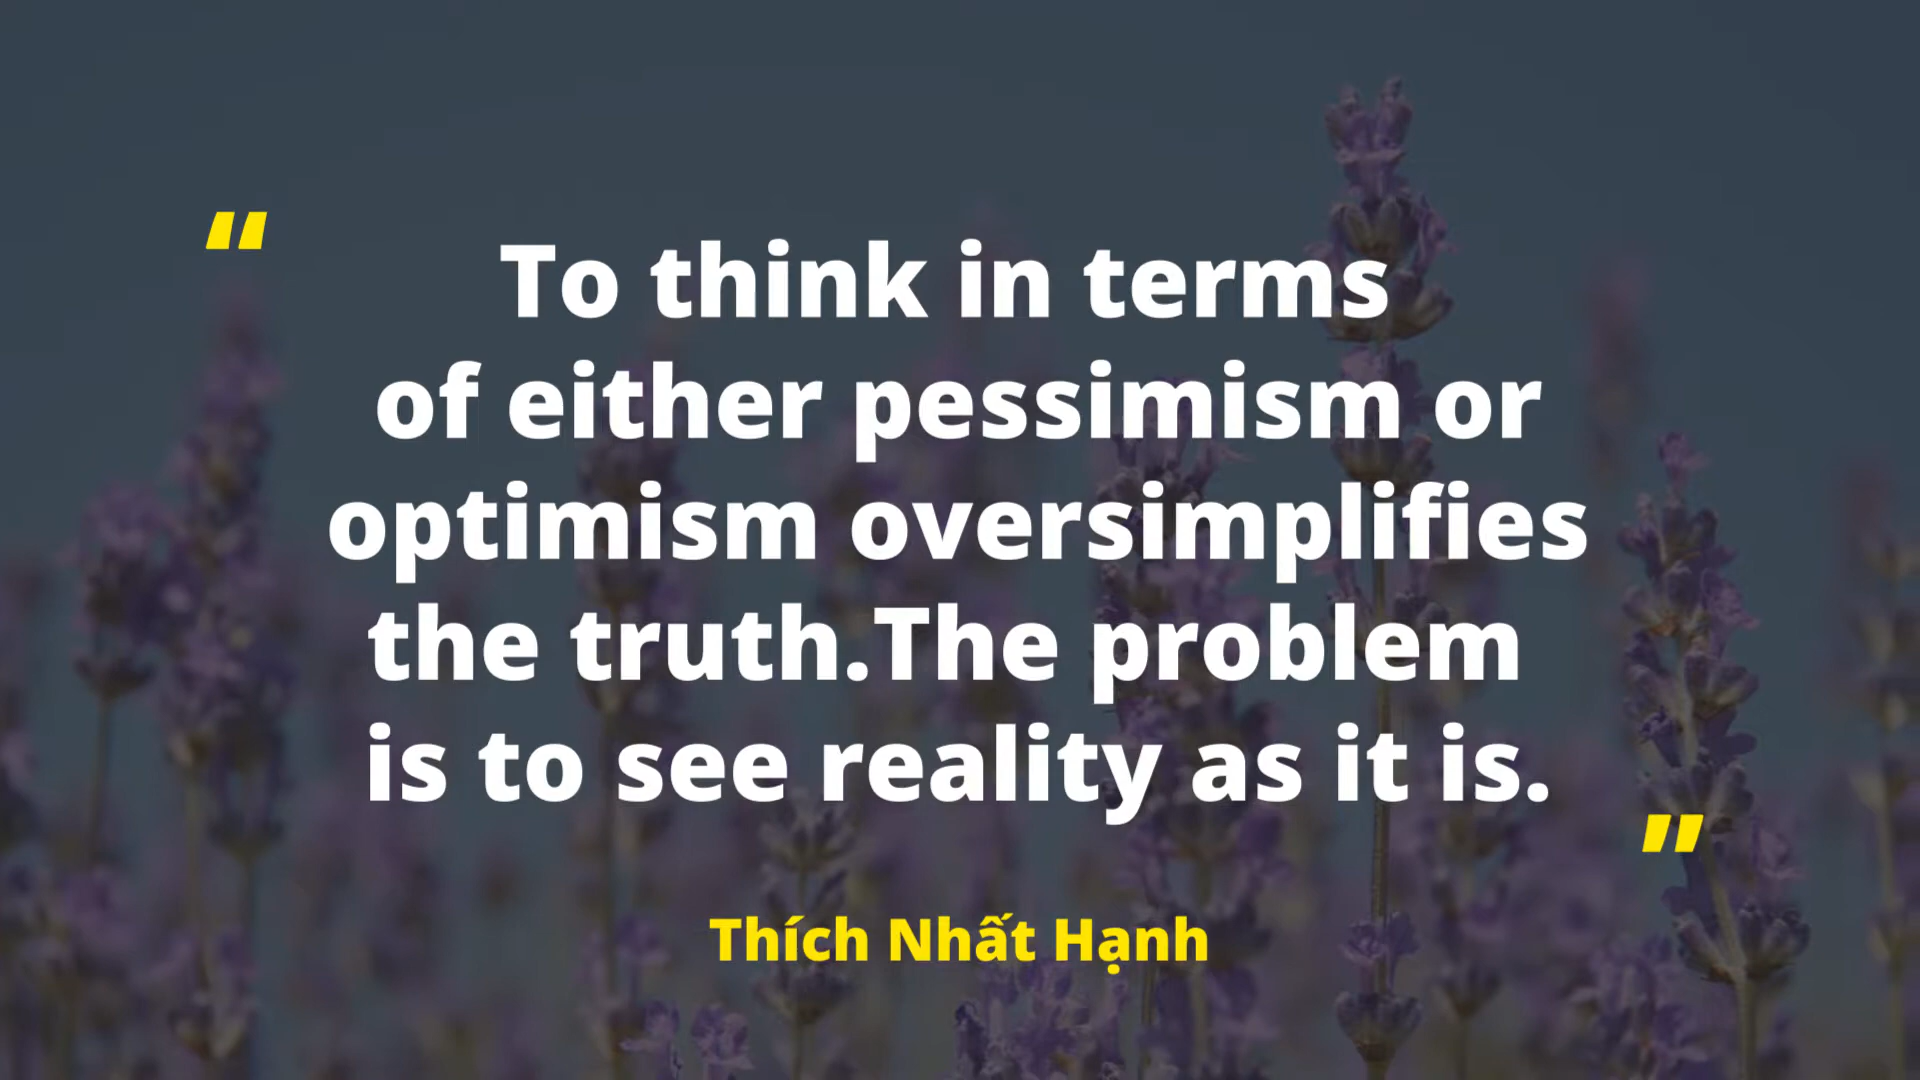 “
To think in terms
of either pessimism or
optimism oversimplifies
the truth.The problem
is to see reality as it is.
”
Thích Nhất Hạnh